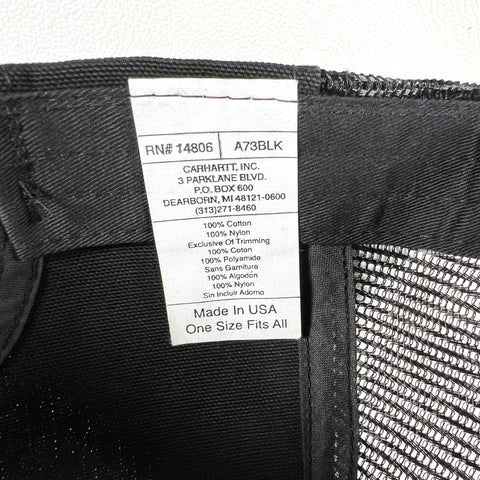 RN# 14806 A73BLK
CARHARTT, INC.
3 PARKLANE BLVD.
P.O. BOX 600
DEARBORN, MI 48121-0600
(313)271-8460
100% Cotton
100% Nylon
Exclusive Of Trimming
100% Coton
100% Polyamide
Sans Garniture
100% Algodón
100% Nylon
Sin Incluir Adorno
Made In USA
One Size Fits All